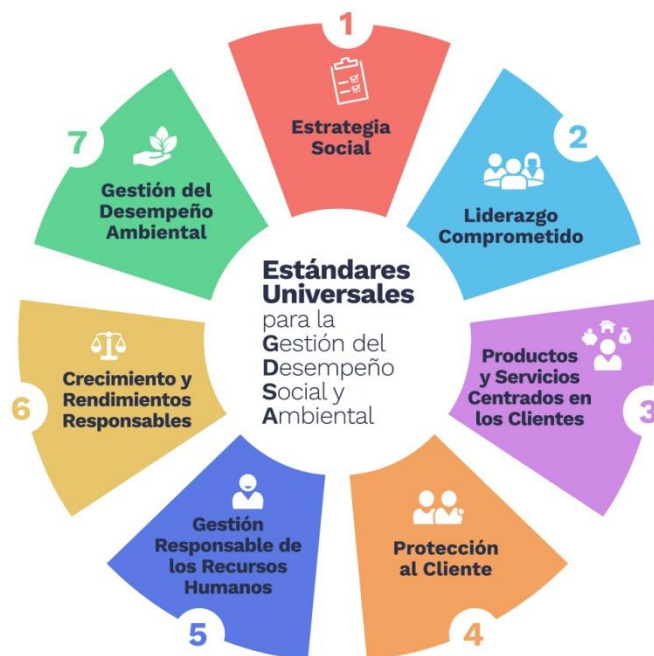 Estándares
Universales
para la
Gestión del
Desempeño
Social y
Ambiental
1
Estrategia
Social
2
Liderazgo
Comprometido
3
Productos
y Servicios
Centrados en
los Clientes
4
Protección
al Cliente
5
Gestión
Responsable de
los Recursos
Humanos
6
Crecimiento y
Rendimientos
Responsables
7
Gestión del
Desempeño
Ambiental